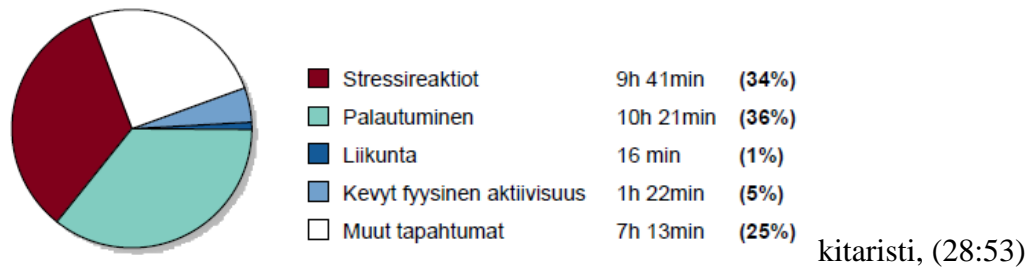 Stressireaktiot 9h 41min (34%)
Palautuminen 10h 21min (36%)
Liikunta 16 min (1%)
Kevyt fyysinen aktiivisuus 1h 22min (5%)
Muut tapahtumat 7h 13min (25%)
kitaristi, (28:53)